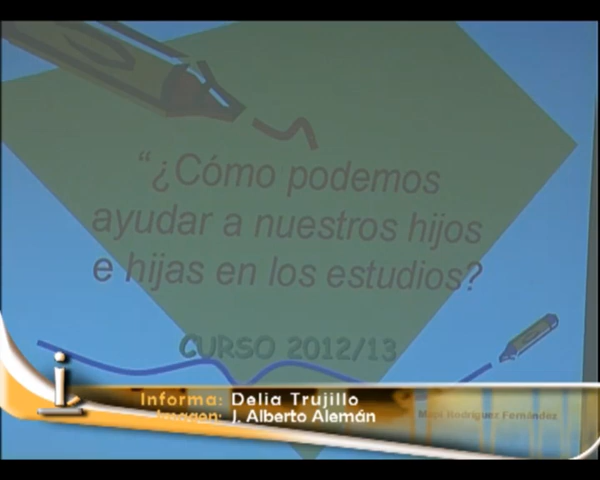 “¿Cómo podemos
ayudar a nuestros hijos
e hijas en los estudios?
CURSO 2012/13
Informa: Delia Trujillo
Imagen: J. Alberto Alemán
Mapi Rodríguez Fernández